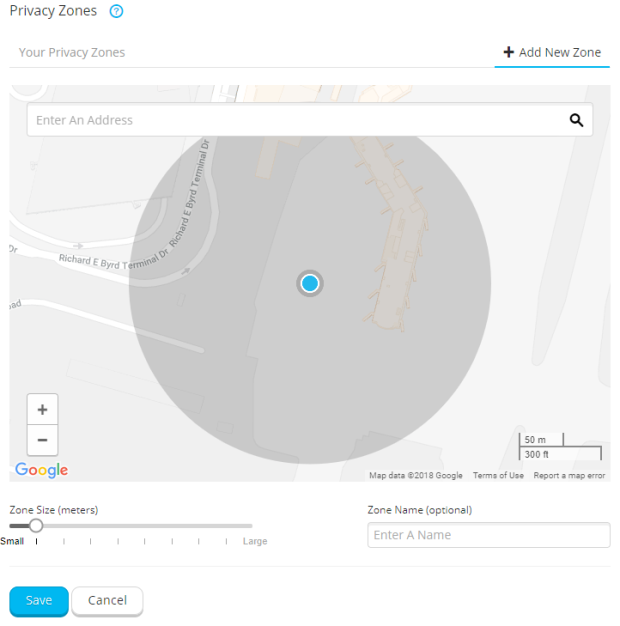 Privacy Zones ?
Your Privacy Zones
+ Add New Zone
Enter An Address
Richard E Byrd Terminal Dr
Richard E Byrd Terminal Dr
Dr
oad
+
−
50 m
300 ft
Google
Map data ©2018 Google Terms of Use Report a map error
Zone Size (meters)
Zone Name (optional)
Small
Large
Enter A Name
Save
Cancel